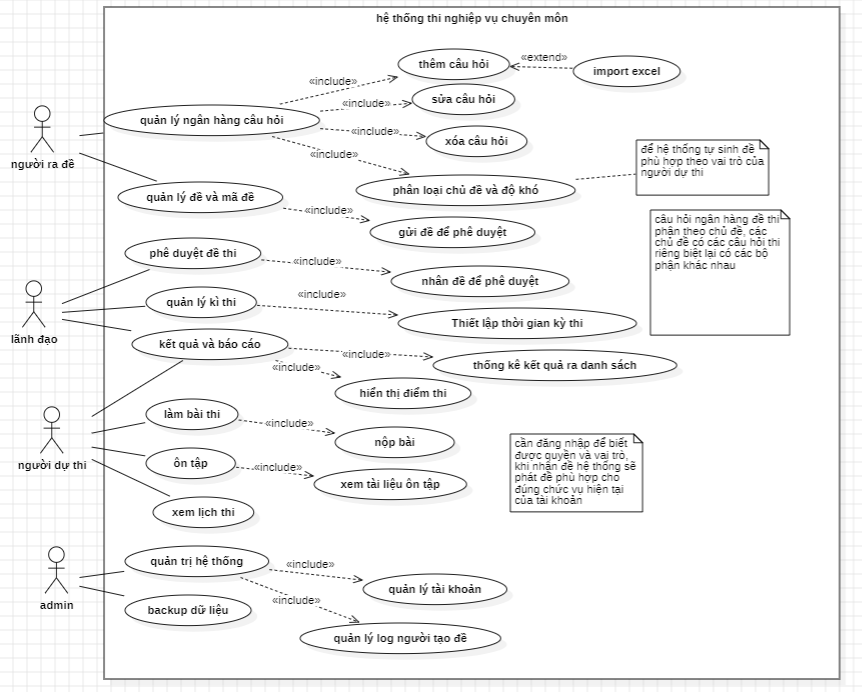 hệ thống thi nghiệp vụ chuyên môn
thêm câu hỏi
«extend»
import excel
«include»
sửa câu hỏi
«include»
quản lý ngân hàng câu hỏi
«include»
xóa câu hỏi
«include»
người ra đề
phân loại chủ đề và độ khó
để hệ thống tự sinh đề
phù hợp theo vai trò của
người dự thi
quản lý đề và mã đề
«include»
gửi đề để phê duyệt
câu hỏi ngân hàng đề thi
phân theo chủ đề, các
chủ đề có các câu hỏi thi
riêng biệt lại có các bộ
phận khác nhau
phê duyệt đề thi
«include»
nhân đề để phê duyệt
quản lý kì thi
«include»
Thiết lập thời gian kỳ thi
lãnh đạo
kết quả và báo cáo
«include»
thống kê kết quả ra danh sách
«include»
hiển thị điểm thi
làm bài thi
«include»
nộp bài
người dự thi
ôn tập
«include»
xem tài liệu ôn tập
cần đăng nhập để biết
được quyền và vai trò,
khi nhận đề hệ thống sẽ
phát đề phù hợp cho
đúng chức vụ hiện tại
của tài khoản
xem lịch thi
quản trị hệ thống
«include»
quản lý tài khoản
admin
backup dữ liệu
«include»
quản lý log người tạo đề